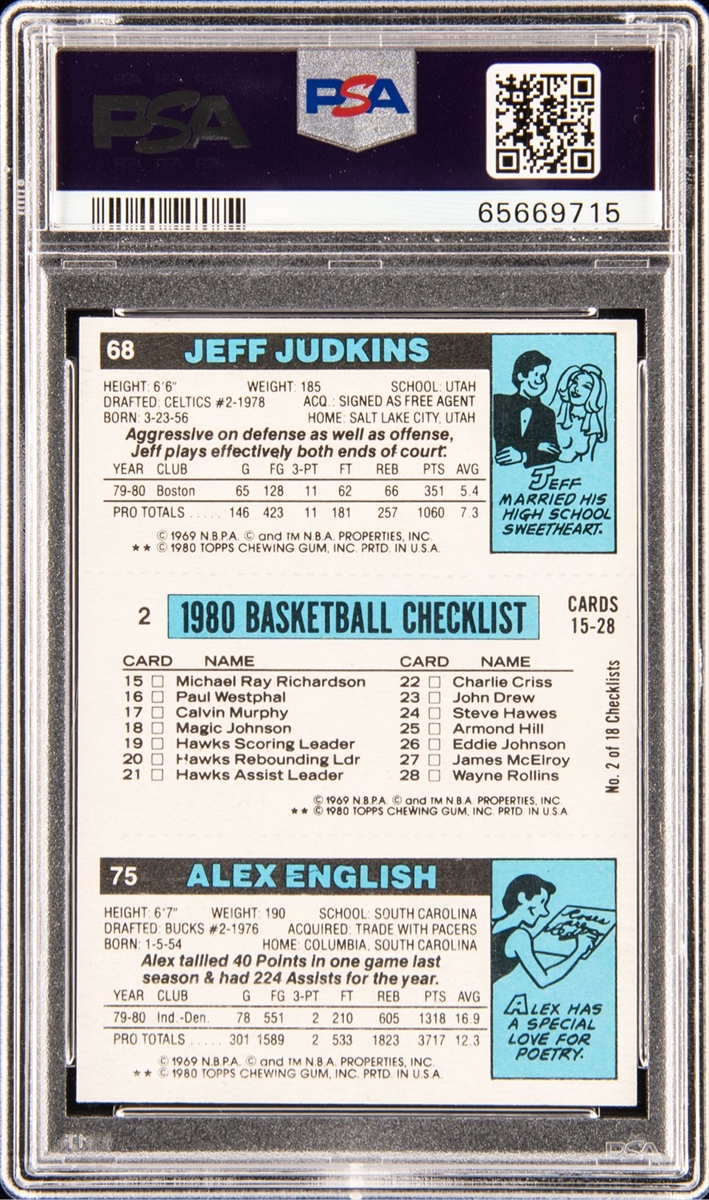 PSA
PSA
65669715
68 JEFF JUDKINS
HEIGHT: 6'6" WEIGHT: 185 SCHOOL: UTAH
DRAFTED: CELTICS #2-1978 ACQ.: SIGNED AS FREE AGENT
BORN: 3-23-56 HOME: SALT LAKE CITY, UTAH
Aggressive on defense as well as offense,
Jeff plays effectively both ends of court.
YEAR CLUB G FG 3-PT FT REB PTS AVG
79-80 Boston 65 128 11 62 66 351 5.4
PRO TOTALS ..... 146 423 11 181 257 1060 7.3
© 1969 N.B.P.A. © and TM N.B.A. PROPERTIES, INC.
★ ★ © 1980 TOPPS CHEWING GUM, INC. PRTD. IN U.S.A.
JEFF
MARRIED HIS
HIGH SCHOOL
SWEETHEART.
2 1980 BASKETBALL CHECKLIST CARDS
15-28
CARD NAME CARD NAME
15 □ Michael Ray Richardson 22 □ Charlie Criss
16 □ Paul Westphal 23 □ John Drew
17 □ Calvin Murphy 24 □ Steve Hawes
18 □ Magic Johnson 25 □ Armond Hill
19 □ Hawks Scoring Leader 26 □ Eddie Johnson
20 □ Hawks Rebounding Ldr 27 □ James McElroy
21 □ Hawks Assist Leader 28 □ Wayne Rollins
No. 2 of 18 Checklists
© 1969 N.B.P.A. © and TM N.B.A. PROPERTIES, INC.
★ ★ © 1980 TOPPS CHEWING GUM, INC. PRTD. IN U.S.A.
75 ALEX ENGLISH
HEIGHT: 6'7" WEIGHT: 190 SCHOOL: SOUTH CAROLINA
DRAFTED: BUCKS #2-1976 ACQUIRED: TRADE WITH PACERS
BORN: 1-5-54 HOME: COLUMBIA, SOUTH CAROLINA
Alex tallied 40 Points in one game last
season & had 224 Assists for the year.
YEAR CLUB G FG 3-PT FT REB PTS AVG
79-80 Ind.-Den. 78 551 2 210 605 1318 16.9
PRO TOTALS ..... 301 1589 2 533 1823 3717 12.3
© 1969 N.B.P.A. © and TM N.B.A. PROPERTIES, INC.
★ ★ © 1980 TOPPS CHEWING GUM, INC. PRTD. IN U.S.A.
ALEX HAS
A SPECIAL
LOVE FOR
POETRY.
PSA